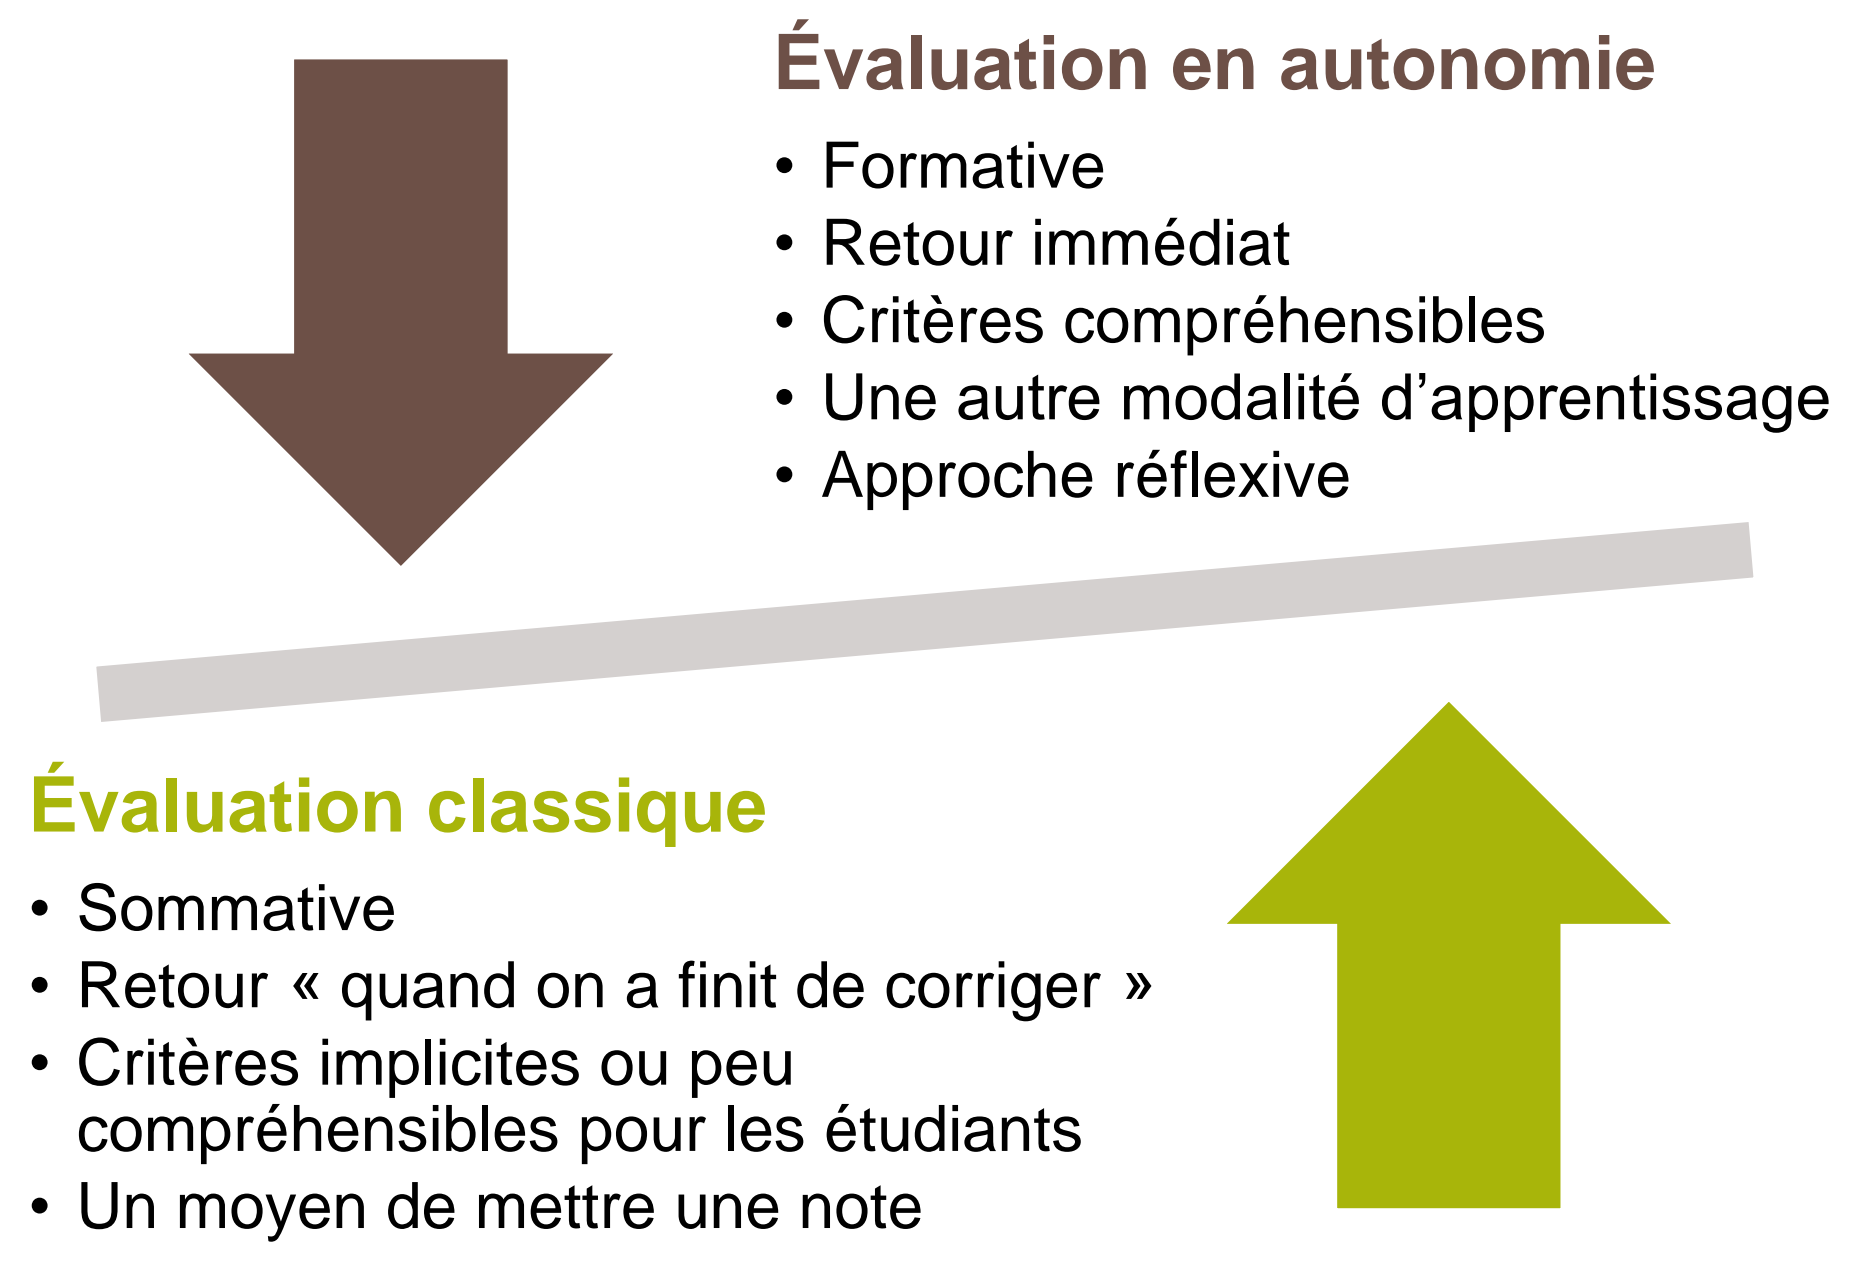 Évaluation en autonomie
• Formative
• Retour immédiat
• Critères compréhensibles
• Une autre modalité d’apprentissage
• Approche réflexive
Évaluation classique
• Sommative
• Retour « quand on a finit de corriger »
• Critères implicites ou peu
compréhensibles pour les étudiants
• Un moyen de mettre une note